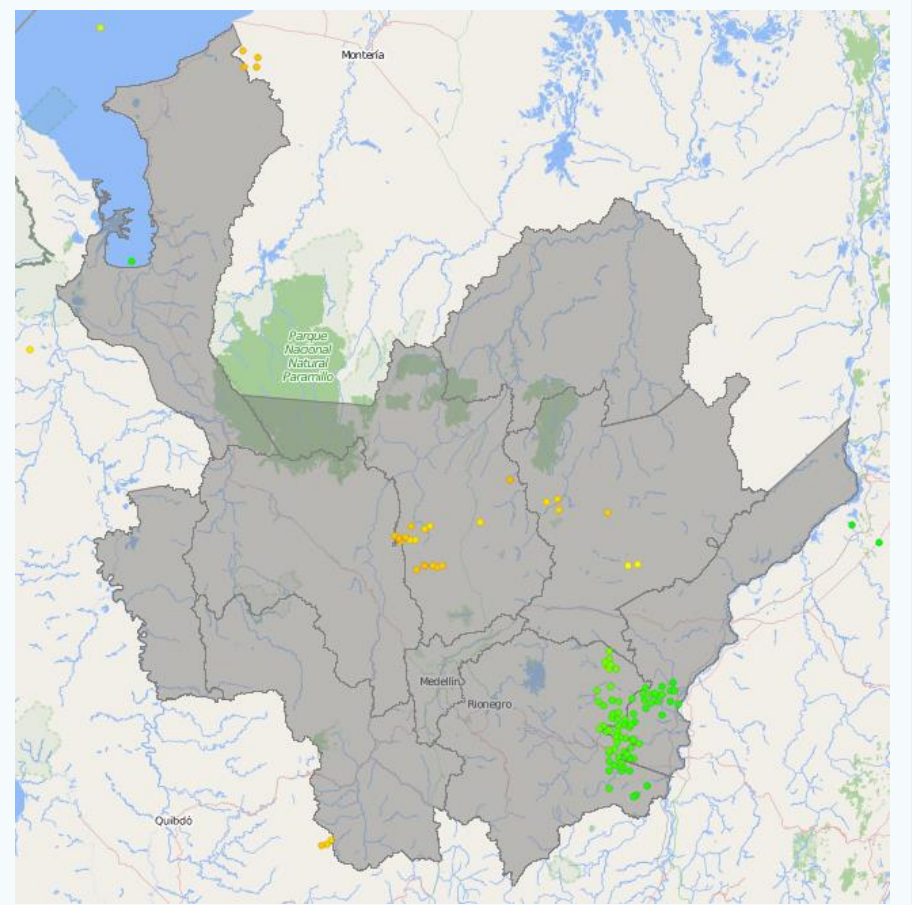 Montería
Parque
Nacional
Natural
Paramillo
Medellín
Rionegro
Quibdó